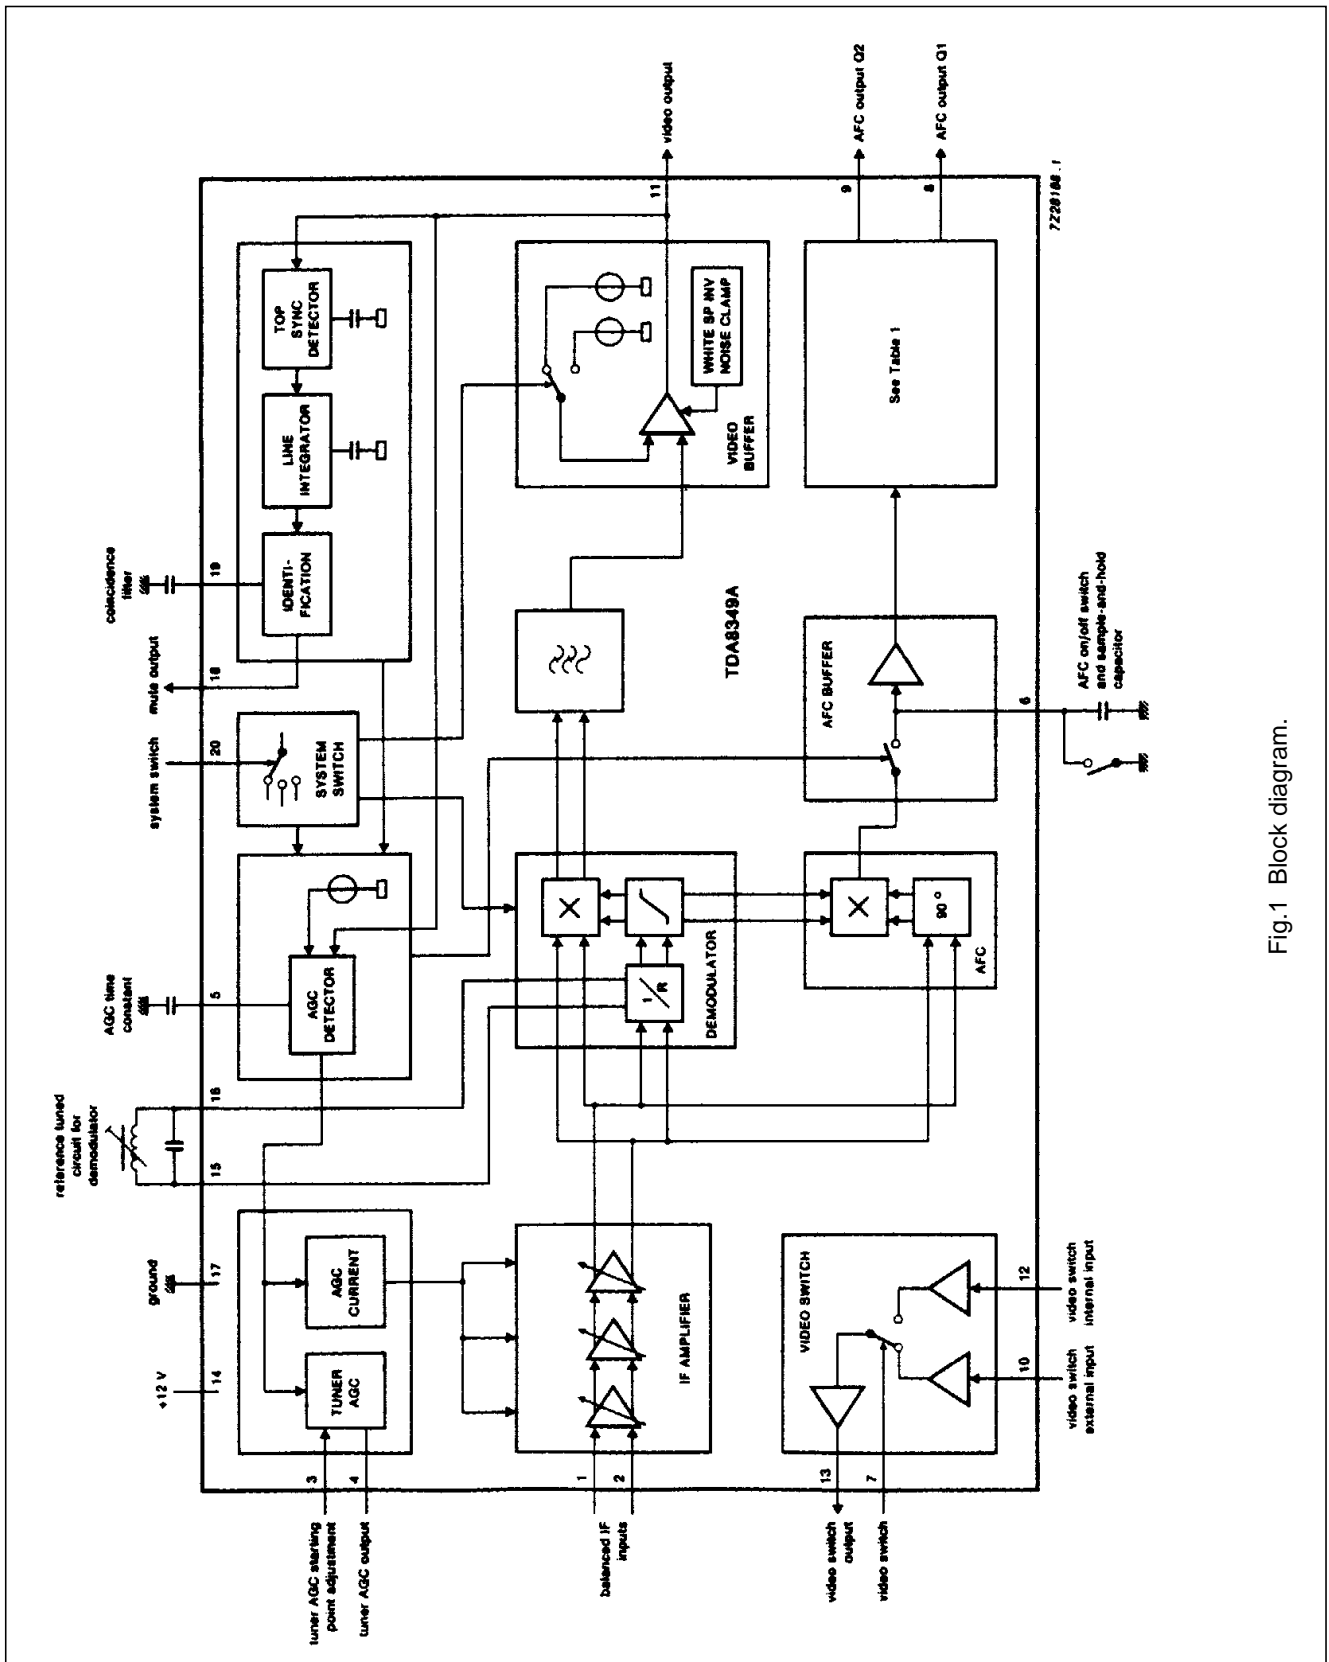 tuner AGC starting
point adjustment
3
tuner AGC output
4
+12 V
14
ground
17
TUNER
AGC
AGC
CURRENT
reference tuned
circuit for
demodulator
15
16
AGC time
constant
5
AGC
DETECTOR
system switch
20
SYSTEM
SWITCH
mute output
18
coincidence
filter
19
IDENTI-
FICATION
LINE
INTEGRATOR
TOP
SYNC
DETECTOR
balanced IF
inputs
1
2
IF AMPLIFIER
1/R
DEMODULATOR
TDA8349A
VIDEO
BUFFER
WHITE SP INV
NOISE CLAMP
11
video output
video switch
output
13
video switch
7
VIDEO SWITCH
10
video switch
external input
12
video switch
internal input
90°
AFC
AFC BUFFER
6
AFC on/off switch
and sample-and-hold
capacitor
See Table 1
9
AFC output Q2
8
AFC output Q1
7Z28188.1
Fig.1 Block diagram.